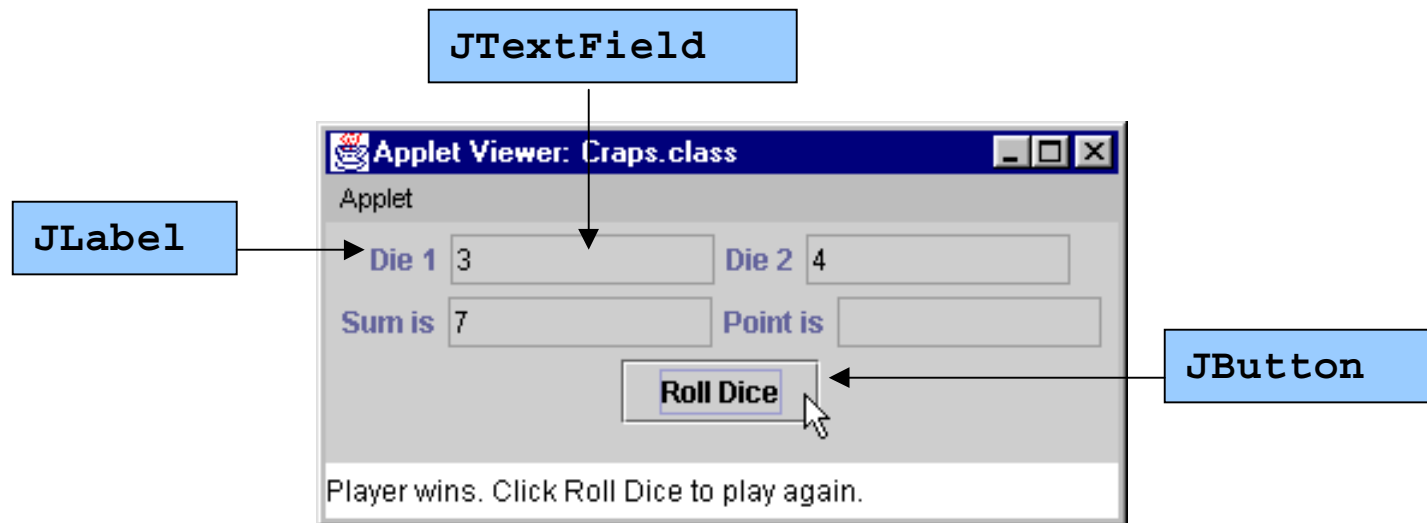 JTextField
Applet Viewer: Craps.class
Applet
JLabel
Die 1 3 Die 2 4
Sum is 7 Point is
JButton
Roll Dice
Player wins. Click Roll Dice to play again.